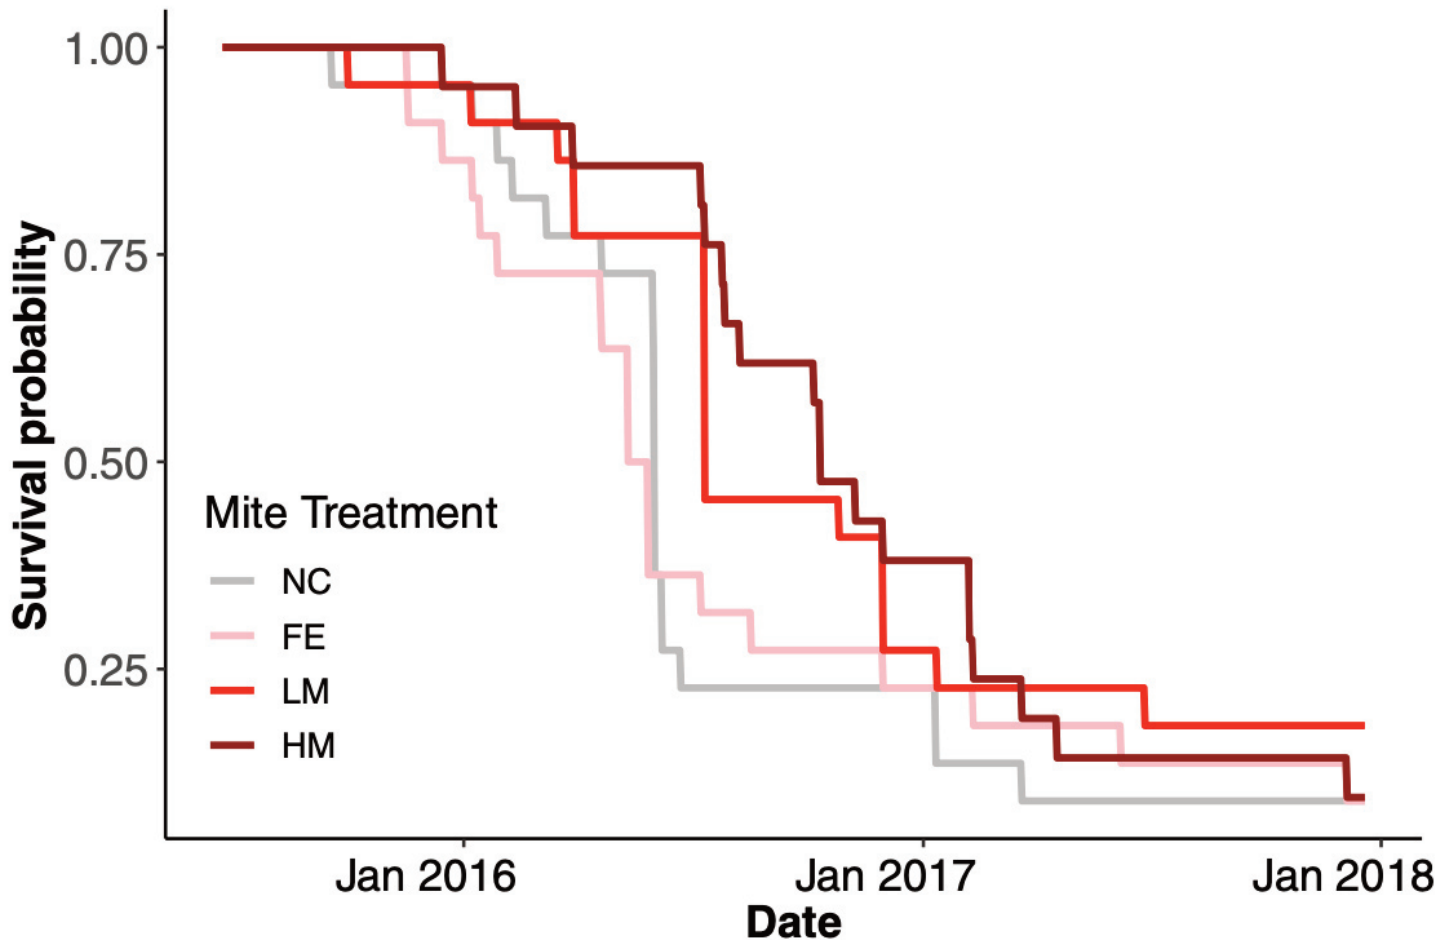 1.00
0.75
0.50
0.25
Survival probability
Mite Treatment
NC
FE
LM
HM
Jan 2016
Jan 2017
Jan 2018
Date